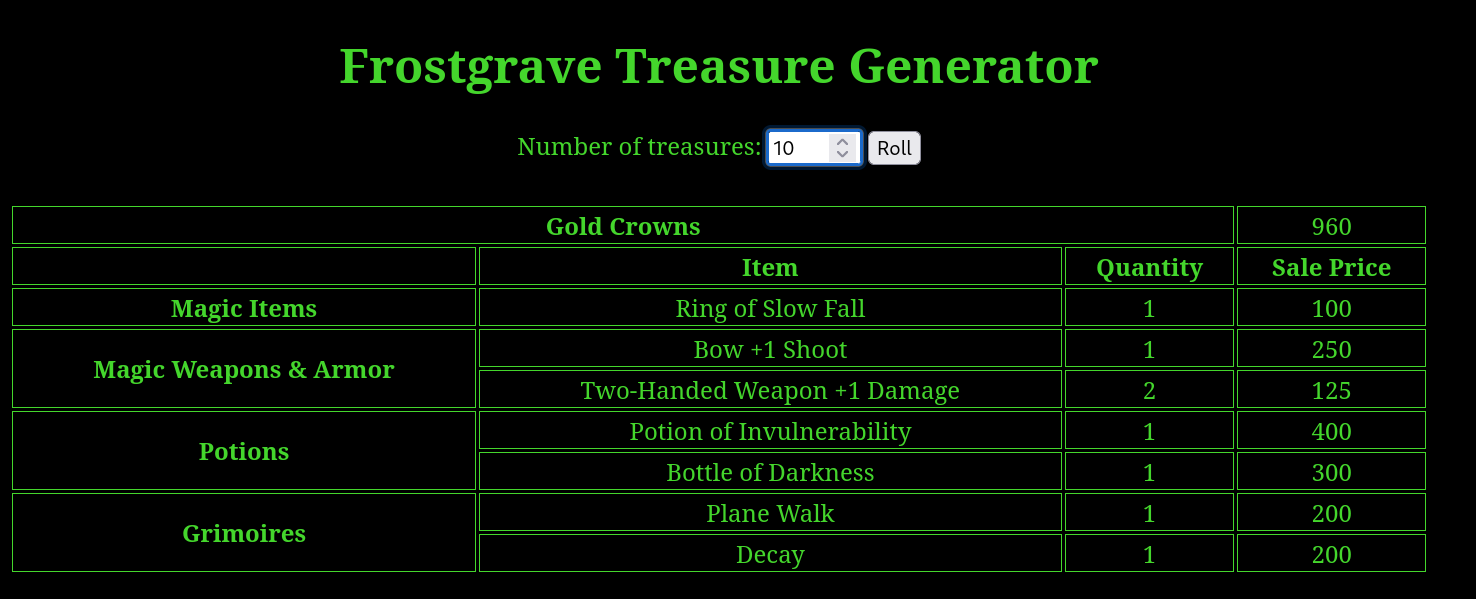 Frostgrave Treasure Generator
Number of treasures: 10 Roll
Gold Crowns 960
Item Quantity Sale Price
Magic Items Ring of Slow Fall 1 100
Magic Weapons & Armor Bow +1 Shoot 1 250
Two-Handed Weapon +1 Damage 2 125
Potions Potion of Invulnerability 1 400
Bottle of Darkness 1 300
Grimoires Plane Walk 1 200
Decay 1 200